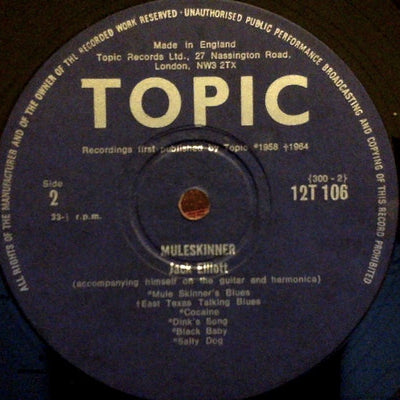 ALL RIGHTS OF THE MANUFACTURER AND OF THE OWNER OF THE RECORDED WORK RESERVED · UNAUTHORISED PUBLIC PERFORMANCE BROADCASTING AND COPYING OF THIS RECORD PROHIBITED
Made in England
Topic Records Ltd., 27 Nassington Road,
London, NW3 2TX
TOPIC
Recordings first published by Topic *1958 †1964
Side
2
33-⅓ r.p.m.
(300 - 2)
12T 106
MULESKINNER
Jack Elliott
(accompanying himself on the guitar and harmonica)
*Mule Skinner's Blues
†East Texas Talking Blues
*Cocaine
*Dink's Song
*Black Baby
*Sally Dog